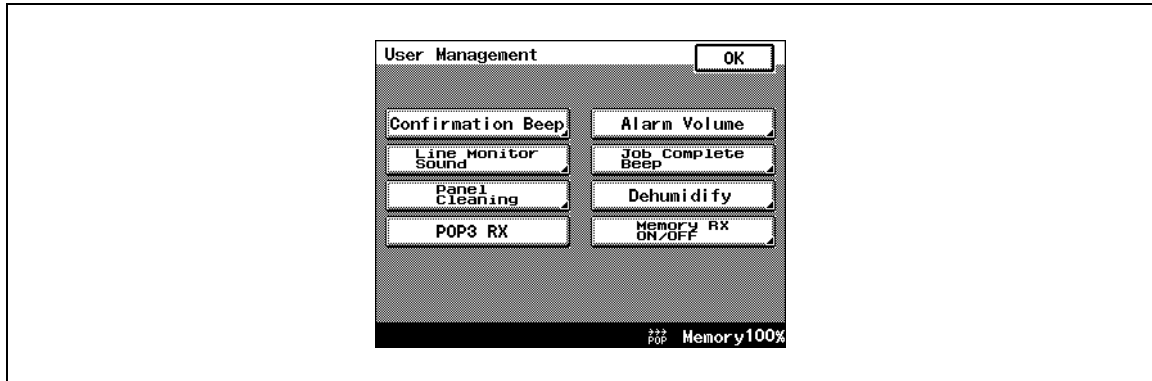 User Management
OK
Confirmation Beep
Alarm Volume
Line Monitor
Sound
Job Complete
Beep
Panel
Cleaning
Dehumidify
POP3 RX
Memory RX
ON/OFF
POP
Memory100%